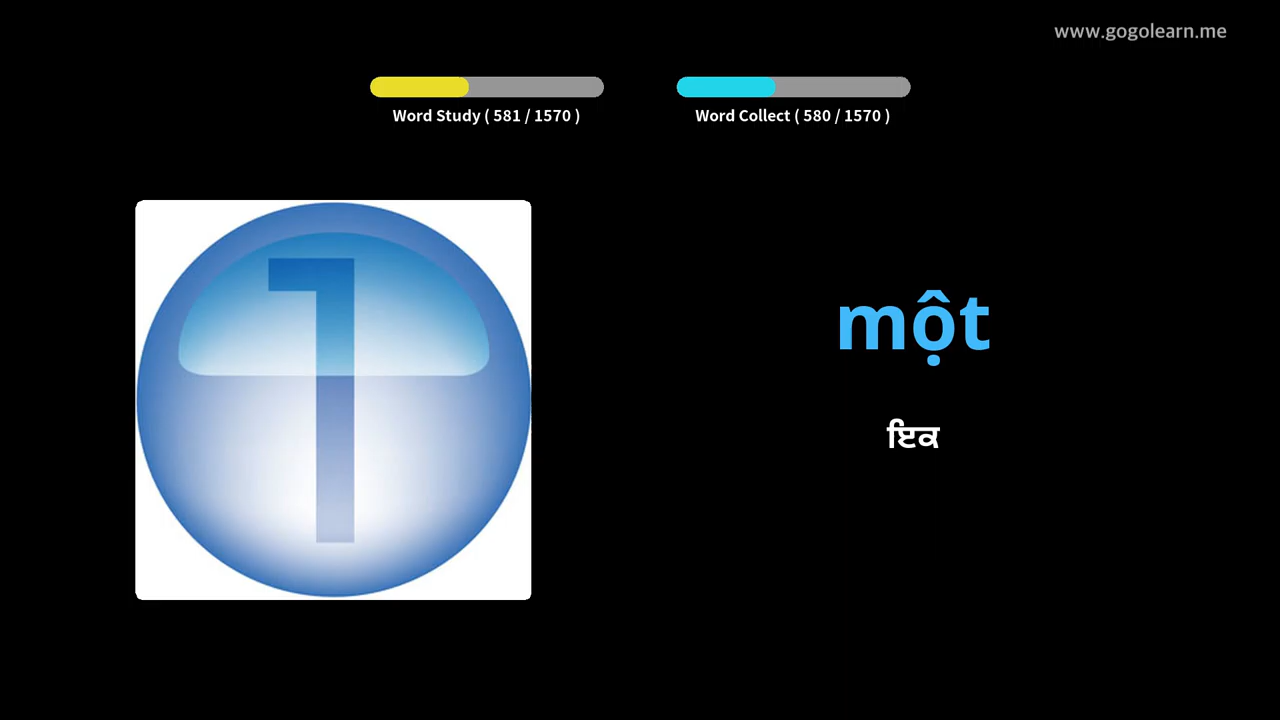 www.gogolearn.me
Word Study ( 581 / 1570 )
Word Collect ( 580 / 1570 )
1
một
ਇਕ